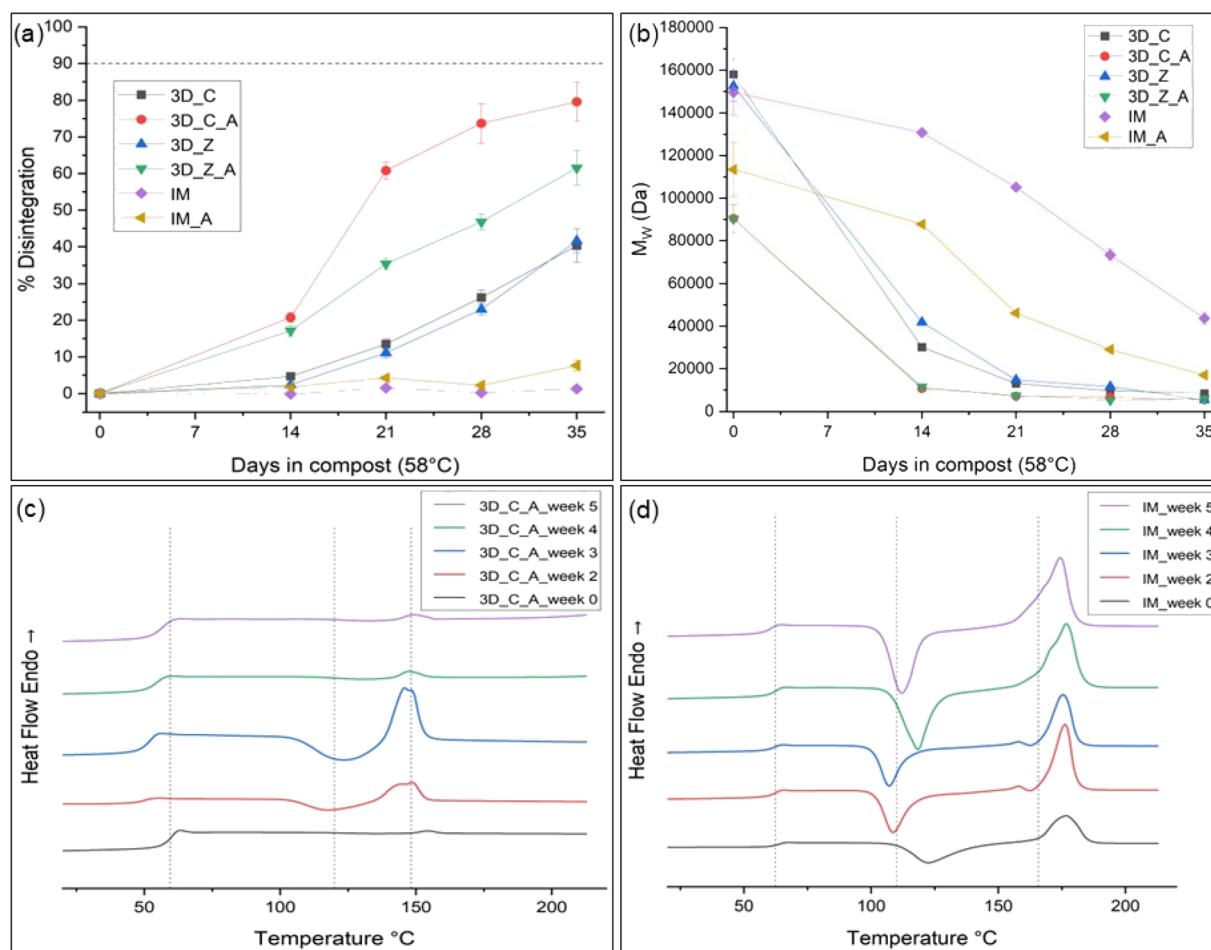 (a)
100
90
80
70
60
50
40
30
20
10
0
% Disintegration
3D_C
3D_C_A
3D_Z
3D_Z_A
IM
IM_A
0 7 14 21 28 35
Days in compost (58°C)
(b)
180000
160000
140000
120000
100000
80000
60000
40000
20000
0
Mw (Da)
3D_C
3D_C_A
3D_Z
3D_Z_A
IM
IM_A
0 7 14 21 28 35
Days in compost (58°C)
(c)
3D_C_A_week 5
3D_C_A_week 4
3D_C_A_week 3
3D_C_A_week 2
3D_C_A_week 0
Heat Flow Endo →
50 100 150 200
Temperature °C
(d)
IM_week 5
IM_week 4
IM_week 3
IM_week 2
IM_week 0
Heat Flow Endo →
50 100 150 200
Temperature °C